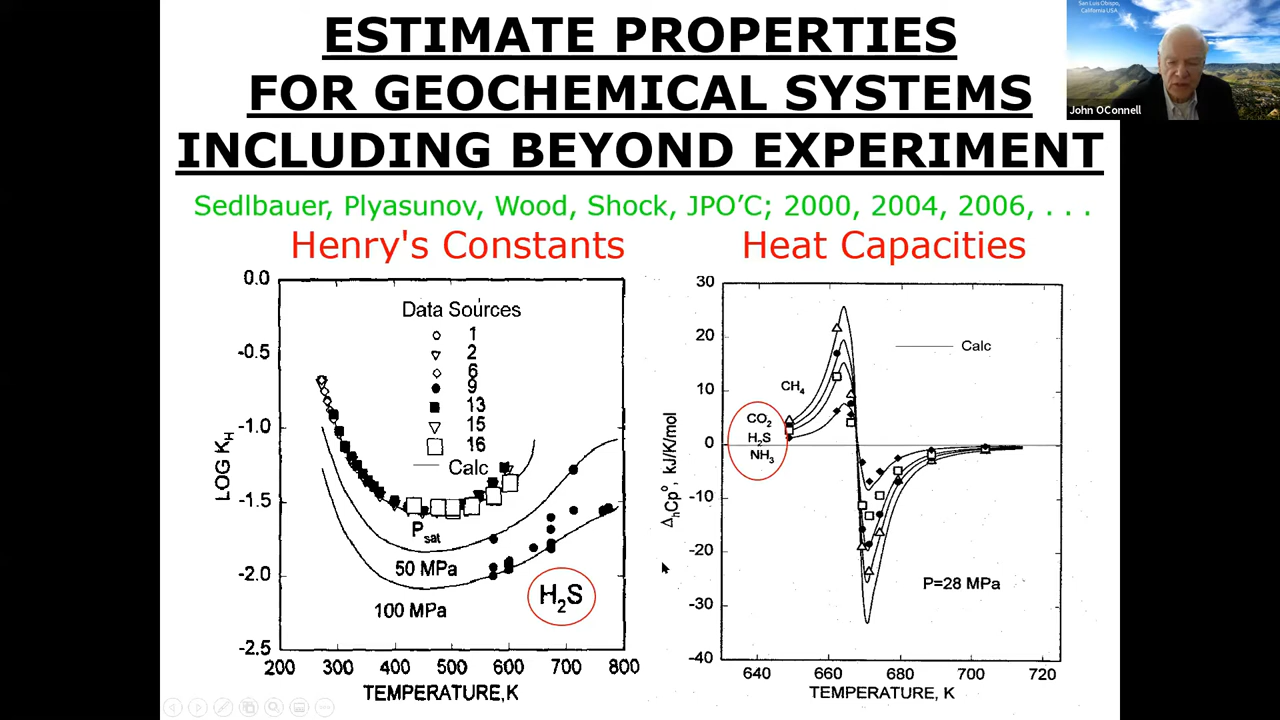 ESTIMATE PROPERTIES
FOR GEOCHEMICAL SYSTEMS
INCLUDING BEYOND EXPERIMENT
San Luis Obispo,
California USA
John OConnell
Sedlbauer, Plyasunov, Wood, Shock, JPO’C; 2000, 2004, 2006, . . .
Henry's Constants
0.0
-0.5
-1.0
-1.5
-2.0
-2.5
LOG K_H
Data Sources
1
2
6
9
13
15
16
Calc
P_sat
50 MPa
100 MPa
H₂S
200 300 400 500 600 700 800
TEMPERATURE,K
Heat Capacities
30
20
10
0
-10
-20
-30
-40
Δ_hCp°, kJ/K/mol
Calc
CH₄
CO₂
H₂S
NH₃
P=28 MPa
640 660 680 700 720
TEMPERATURE, K